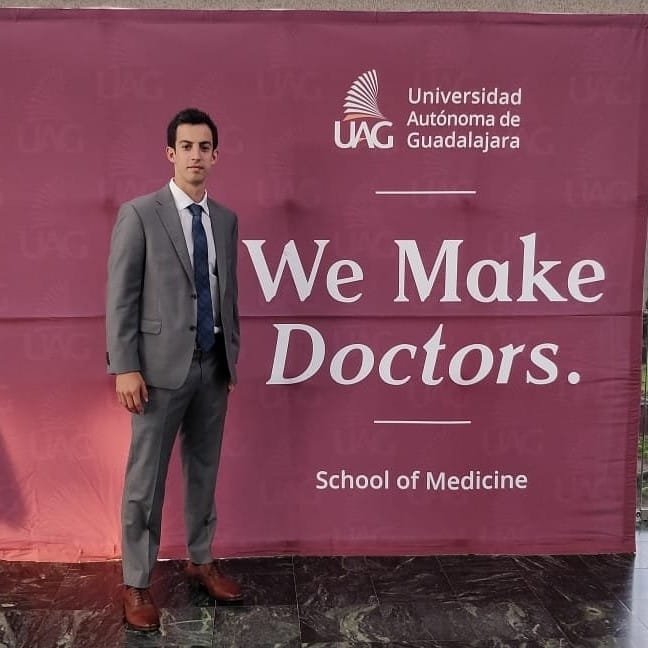 UAG
Universidad
Autónoma de
Guadalajara
We Make
Doctors.
School of Medicine